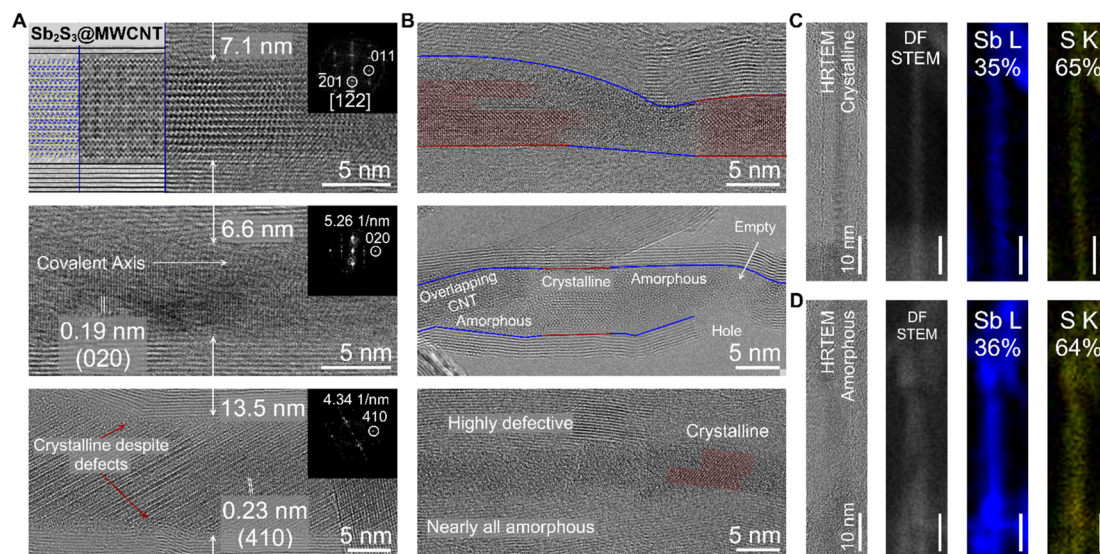 A
Sb₂S₃@MWCNT
7.1 nm
011
2̅01
[12̅2]
5 nm
6.6 nm
5.26 1/nm
020
Covalent Axis
0.19 nm
(020)
5 nm
13.5 nm
4.34 1/nm
410
Crystalline despite
defects
0.23 nm
(410)
5 nm
B
5 nm
Empty
Overlapping
CNT
Crystalline
Amorphous
Amorphous
Hole
5 nm
Highly defective
Crystalline
Nearly all amorphous
5 nm
C
HRTEM
Crystalline
10 nm
DF
STEM
Sb L
35%
S K
65%
D
HRTEM
Amorphous
10 nm
DF
STEM
Sb L
36%
S K
64%